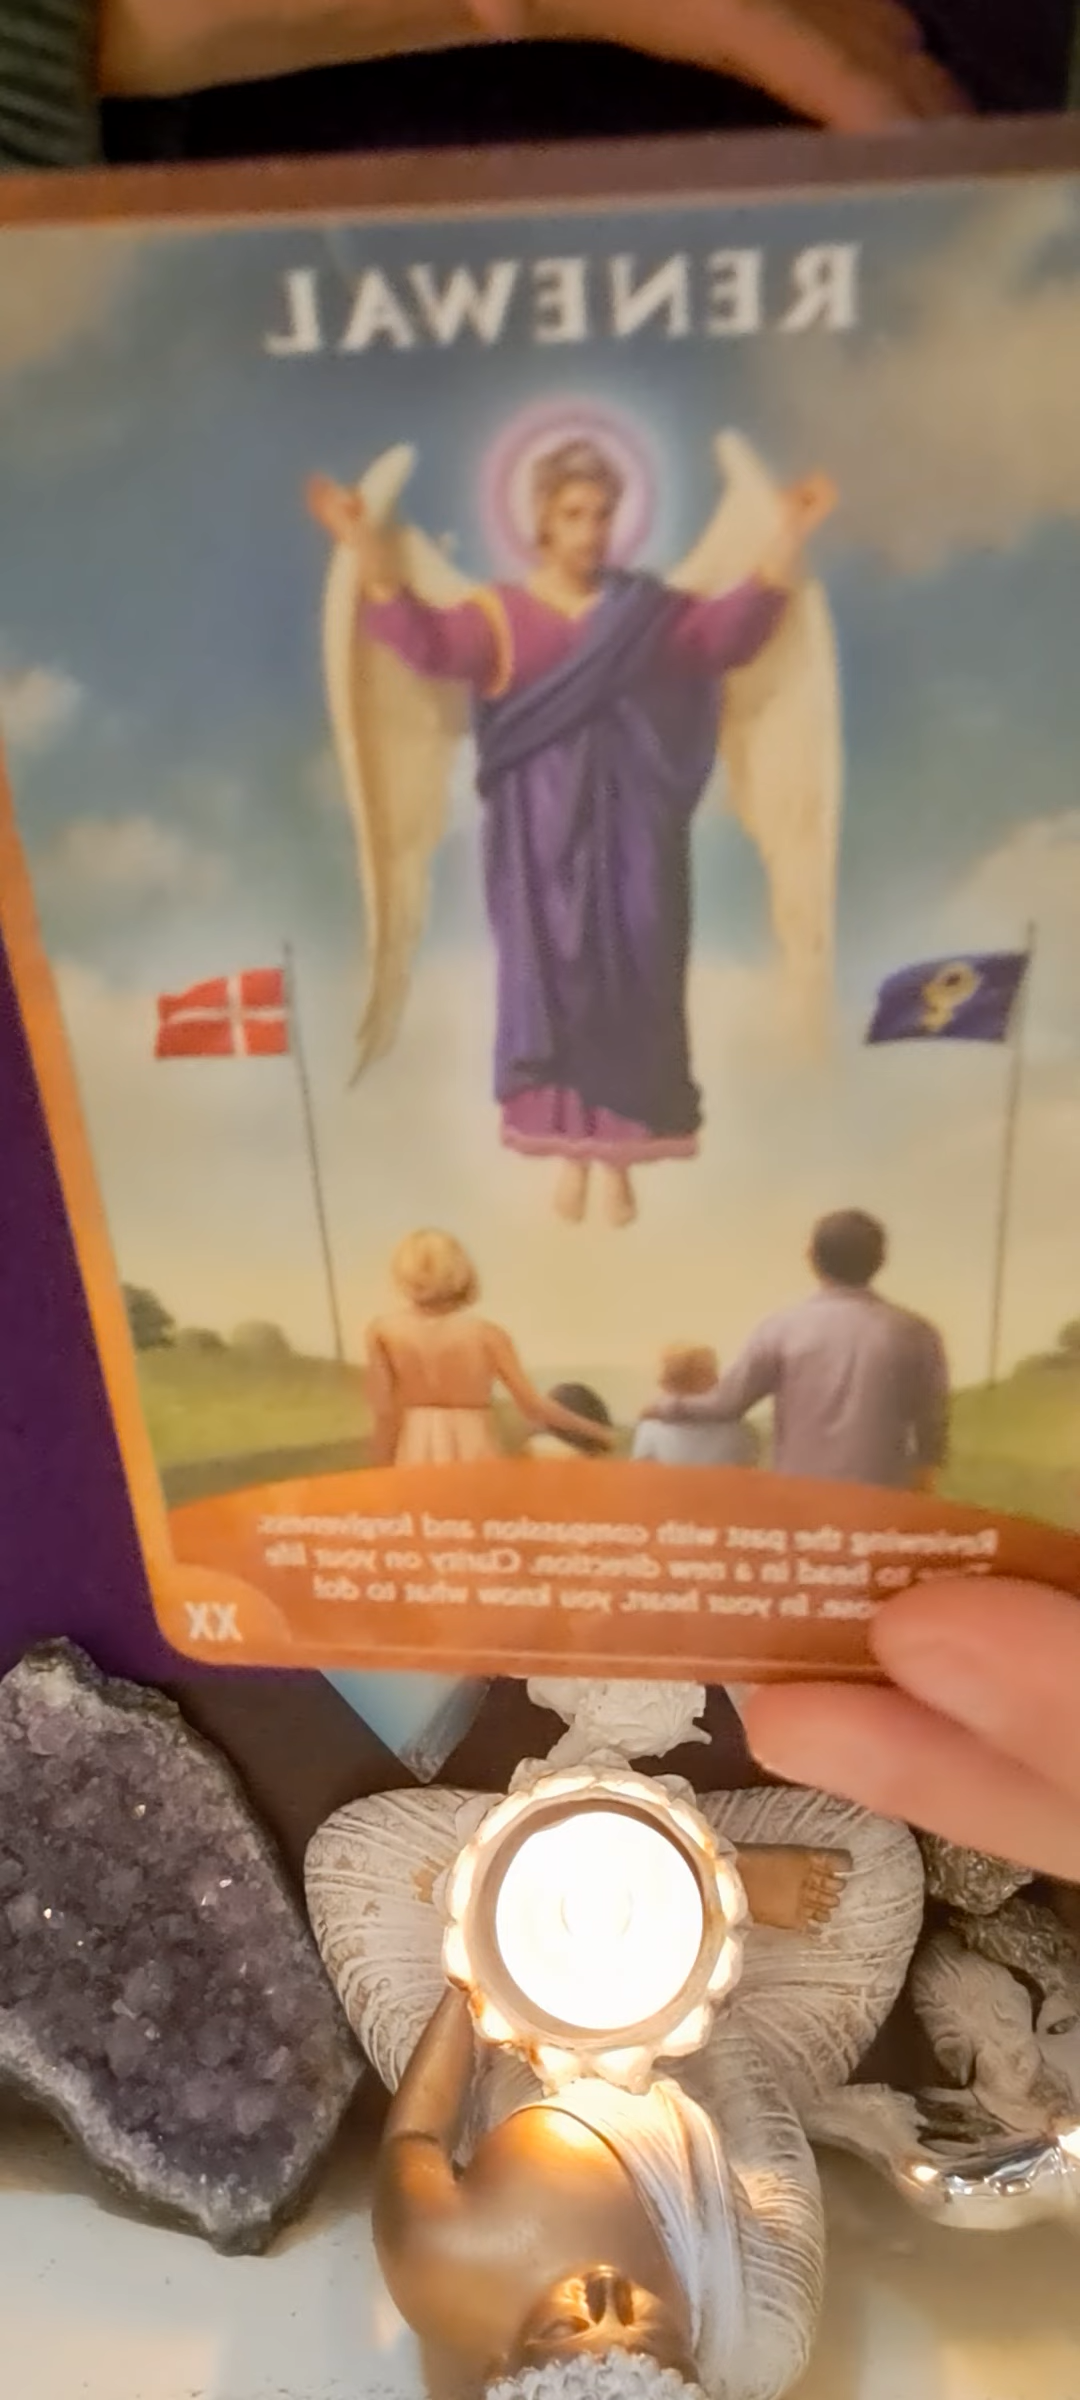 RENEWAL
Reviewing the past with compassion and forgiveness.
to head in a new direction. Clarity on your life
In your heart, you know what to do!
XX